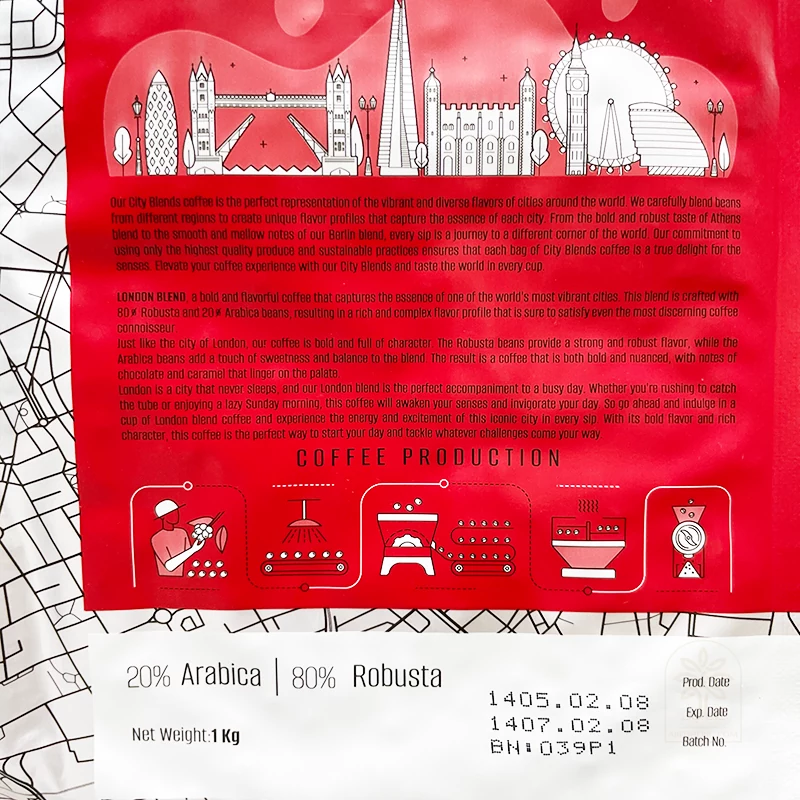 Our City Blends coffee is the perfect representation of the vibrant and diverse flavors of cities around the world. We carefully blend beans
from different regions to create unique flavor profiles that capture the essence of each city. From the bold and robust taste of Athens
blend to the smooth and mellow notes of our Berlin blend, every sip is a journey to a different corner of the world. Our commitment to
using only the highest quality produce and sustainable practices ensures that each bag of City Blends coffee is a true delight for the
senses. Elevate your coffee experience with our City Blends and taste the world in every cup.
LONDON BLEND, a bold and flavorful coffee that captures the essence of one of the world's most vibrant cities. This blend is crafted with
80% Robusta and 20% Arabica beans, resulting in a rich and complex flavor profile that is sure to satisfy even the most discerning coffee
connoisseur.
Just like the city of London, our coffee is bold and full of character. The Robusta beans provide a strong and robust flavor, while the
Arabica beans add a touch of sweetness and balance to the blend. The result is a coffee that is both bold and nuanced, with notes of
chocolate and caramel that linger on the palate.
London is a city that never sleeps, and our London blend is the perfect accompaniment to a busy day. Whether you're rushing to catch
the tube or enjoying a lazy Sunday morning, this coffee will awaken your senses and invigorate your day. So go ahead and indulge in a
cup of London blend coffee and experience the energy and excitement of this iconic city in every sip. With its bold flavor and rich
character, this coffee is the perfect way to start your day and tackle whatever challenges come your way.
COFFEE PRODUCTION
20% Arabica | 80% Robusta
Net Weight:1 Kg
1405.02.08 Prod. Date
1407.02.08 Exp. Date
BN:039P1 Batch No.